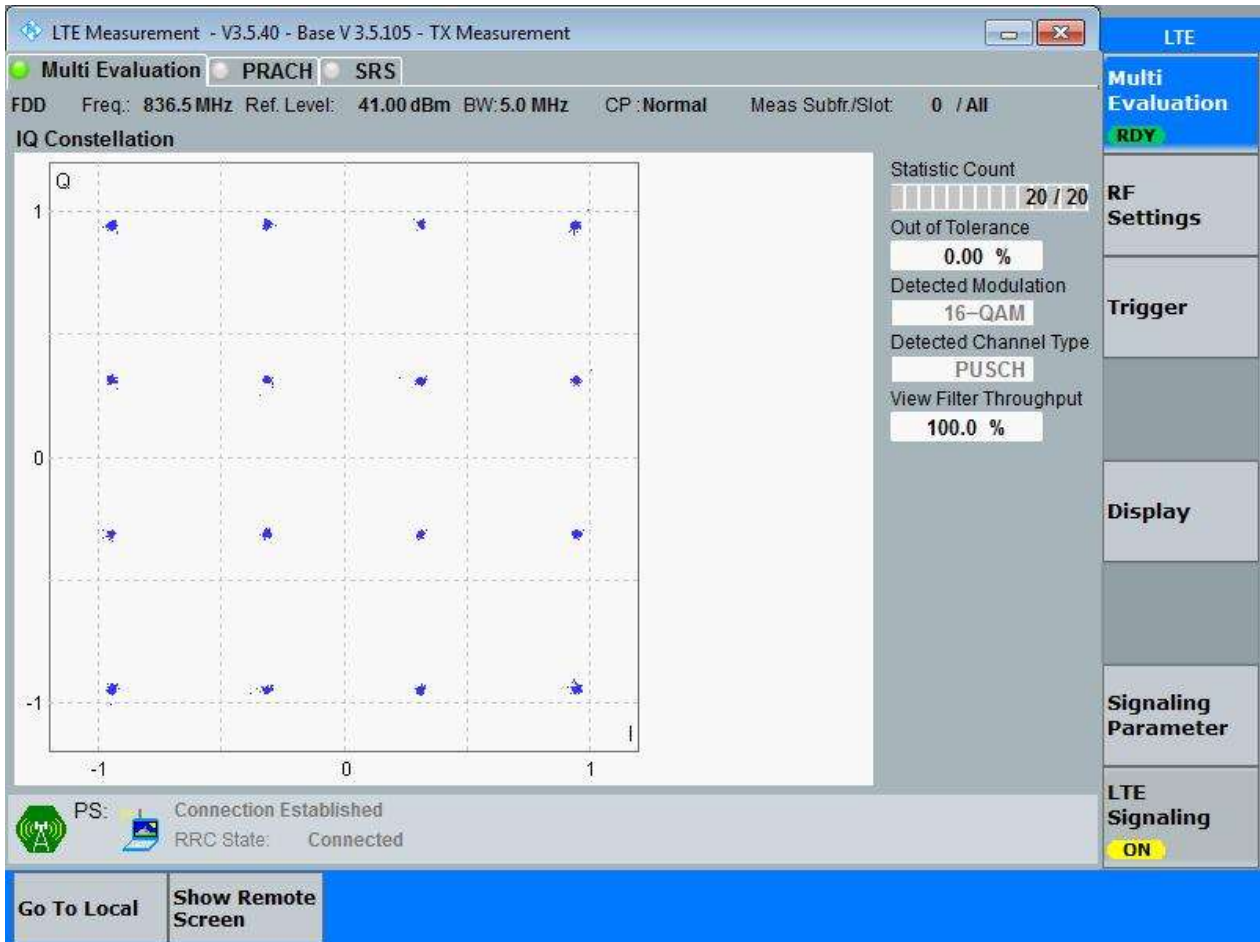 LTE Measurement - V3.5.40 - Base V 3.5.105 - TX Measurement
LTE
Multi Evaluation PRACH SRS
Multi
Evaluation
RDY
FDD Freq.: 836.5 MHz Ref. Level: 41.00 dBm BW: 5.0 MHz CP : Normal Meas Subfr./Slot: 0 / All
IQ Constellation
Q
1
0
-1
-1 0 1
I
Statistic Count
20 / 20
Out of Tolerance
0.00 %
Detected Modulation
16-QAM
Detected Channel Type
PUSCH
View Filter Throughput
100.0 %
RF
Settings
Trigger
Display
Signaling
Parameter
LTE
Signaling
ON
PS: Connection Established
RRC State: Connected
Go To Local
Show Remote
Screen